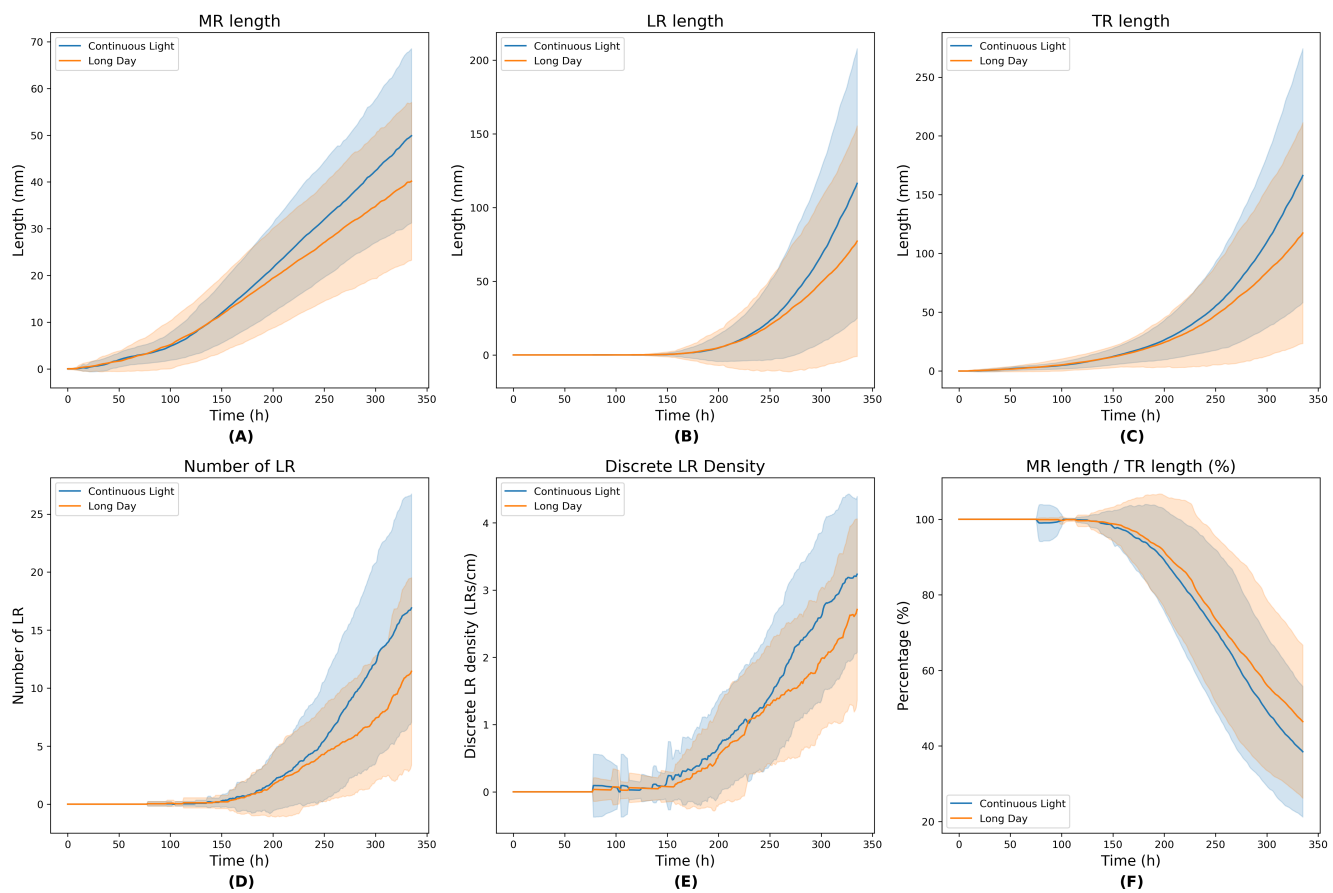 MR length
Continuous Light
Long Day
Length (mm)
70
60
50
40
30
20
10
0
0 50 100 150 200 250 300 350
Time (h)
(A)
LR length
Continuous Light
Long Day
Length (mm)
200
150
100
50
0
0 50 100 150 200 250 300 350
Time (h)
(B)
TR length
Continuous Light
Long Day
Length (mm)
250
200
150
100
50
0
0 50 100 150 200 250 300 350
Time (h)
(C)
Number of LR
Continuous Light
Long Day
Number of LR
25
20
15
10
5
0
0 50 100 150 200 250 300 350
Time (h)
(D)
Discrete LR Density
Continuous Light
Long Day
Discrete LR density (LRs/cm)
4
3
2
1
0
0 50 100 150 200 250 300 350
Time (h)
(E)
MR length / TR length (%)
Percentage (%)
100
80
60
40
20
Continuous Light
Long Day
0 50 100 150 200 250 300 350
Time (h)
(F)